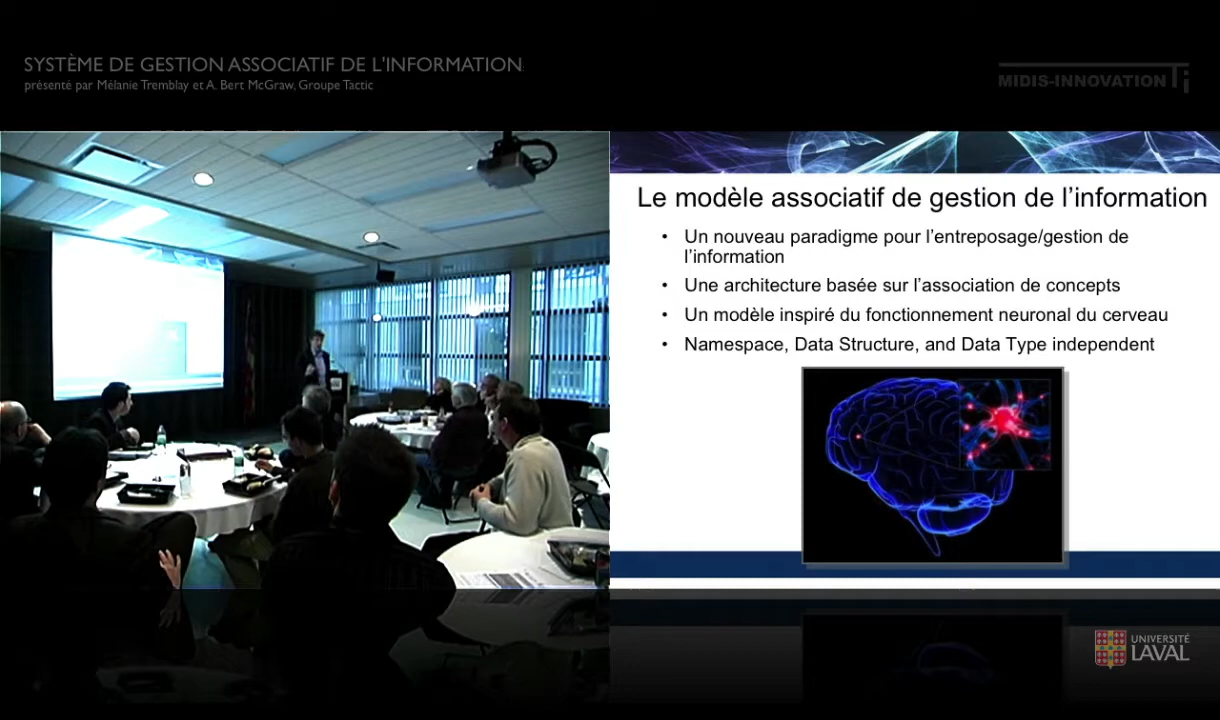 SYSTÈME DE GESTION ASSOCIATIF DE L'INFORMATION
présenté par Mélanie Tremblay et A. Bert McGraw, Groupe Tactic
MIDIS-INNOVATION Ti
Le modèle associatif de gestion de l’information
• Un nouveau paradigme pour l’entreposage/gestion de
l’information
• Une architecture basée sur l’association de concepts
• Un modèle inspiré du fonctionnement neuronal du cerveau
• Namespace, Data Structure, and Data Type independent
UNIVERSITÉ
LAVAL